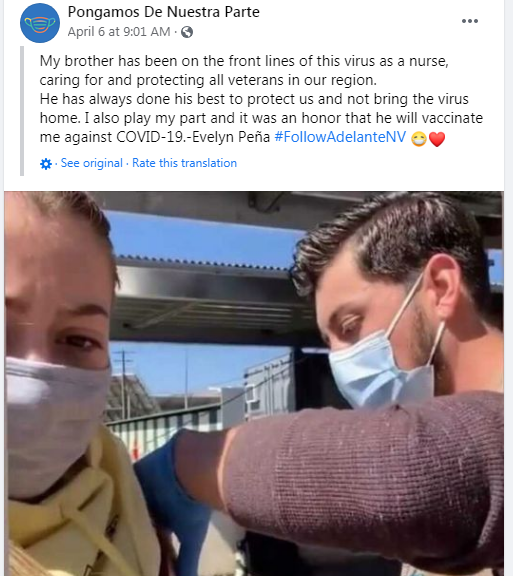 Pongamos De Nuestra Parte
April 6 at 9:01 AM ·
My brother has been on the front lines of this virus as a nurse,
caring for and protecting all veterans in our region.
He has always done his best to protect us and not bring the virus
home. I also play my part and it was an honor that he will vaccinate
me against COVID-19.-Evelyn Peña #FollowAdelanteNV 😷❤️
· See original · Rate this translation